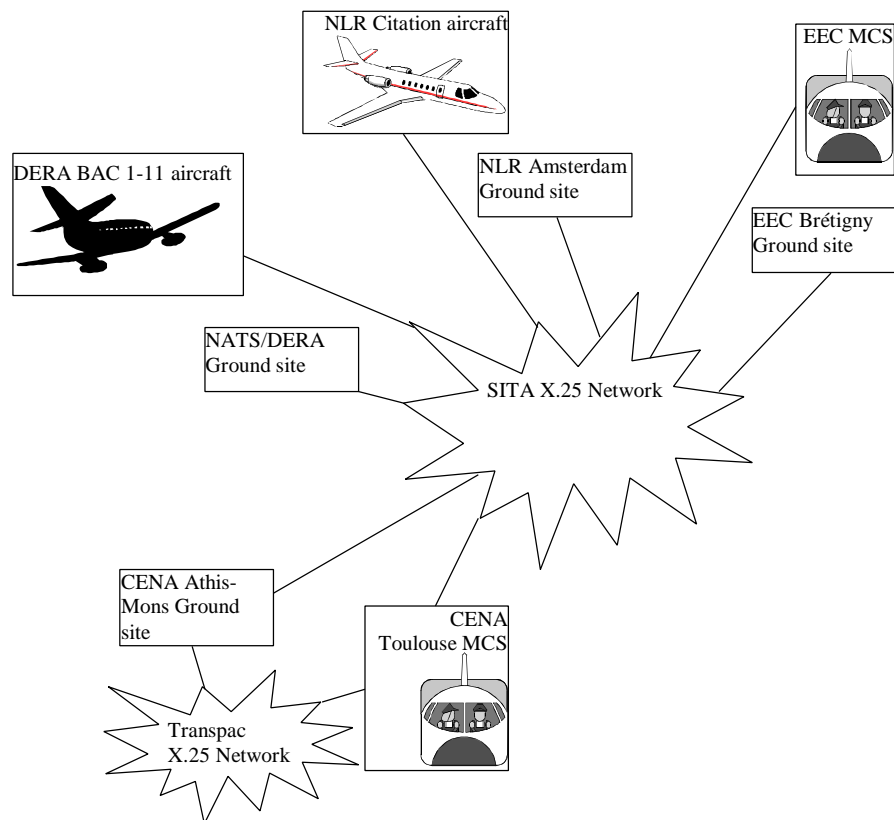 NLR Citation aircraft
EEC MCS
DERA BAC 1-11 aircraft
NLR Amsterdam
Ground site
EEC Brétigny
Ground site
NATS/DERA
Ground site
SITA X.25 Network
CENA Athis-
Mons Ground
site
CENA
Toulouse MCS
Transpac
X.25 Network